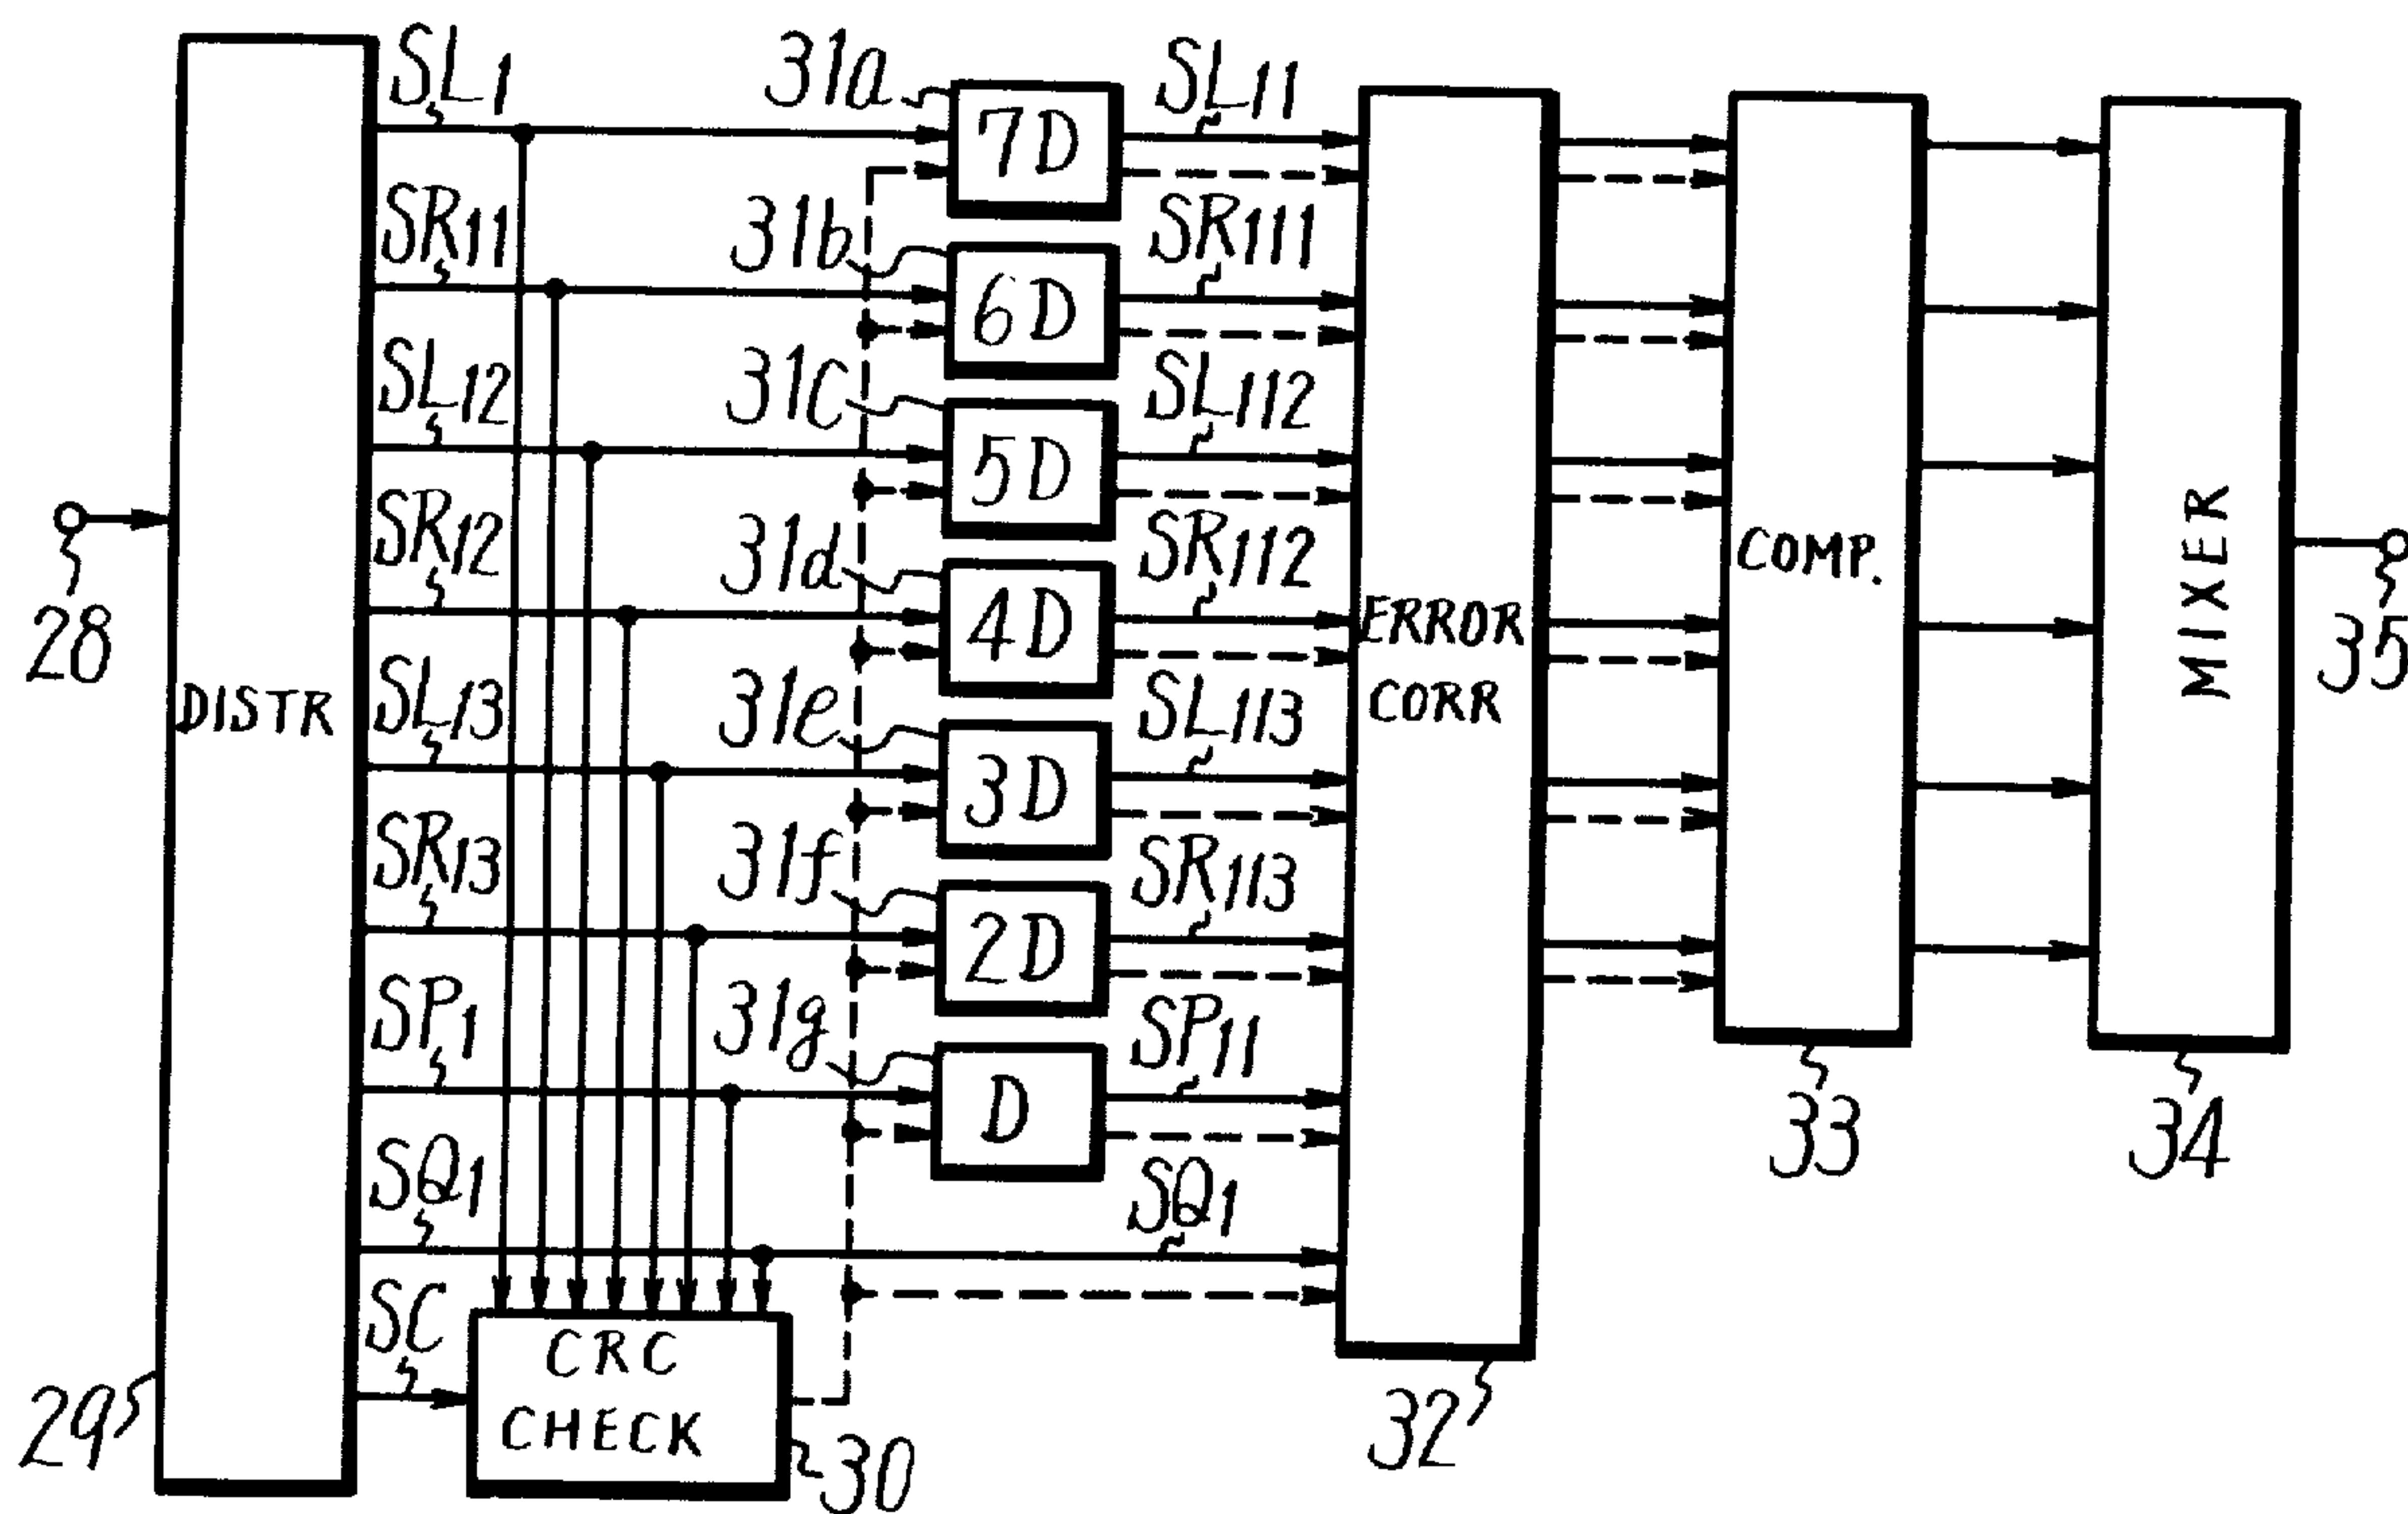 SL1
31a
7D
SL11
SR11
31b
6D
SR111
SL12
31c
5D
SL112
SR12
31d
4D
SR112
SL13
31e
3D
SL113
SR13
31f
2D
SR113
SP1
31g
D
SP11
SQ1
SQ1
SC
28
DISTR
29
CRC
CHECK
30
ERROR
CORR
32
COMP.
33
MIXER
34
35